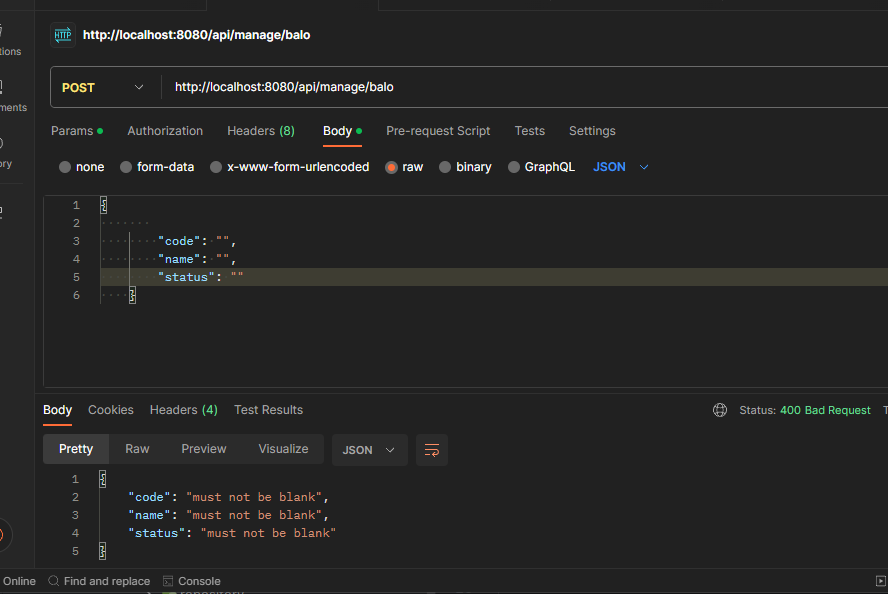 HTTP http://localhost:8080/api/manage/balo
tions
POST http://localhost:8080/api/manage/balo
ments
Params Authorization Headers (8) Body Pre-request Script Tests Settings
ory
none form-data x-www-form-urlencoded raw binary GraphQL JSON
1 {
2
3 "code": "",
4 "name": "",
5 "status": ""
6 }
Body Cookies Headers (4) Test Results Status: 400 Bad Request T
Pretty Raw Preview Visualize JSON
1 {
2 "code": "must not be blank",
3 "name": "must not be blank",
4 "status": "must not be blank"
5 }
Online Find and replace Console